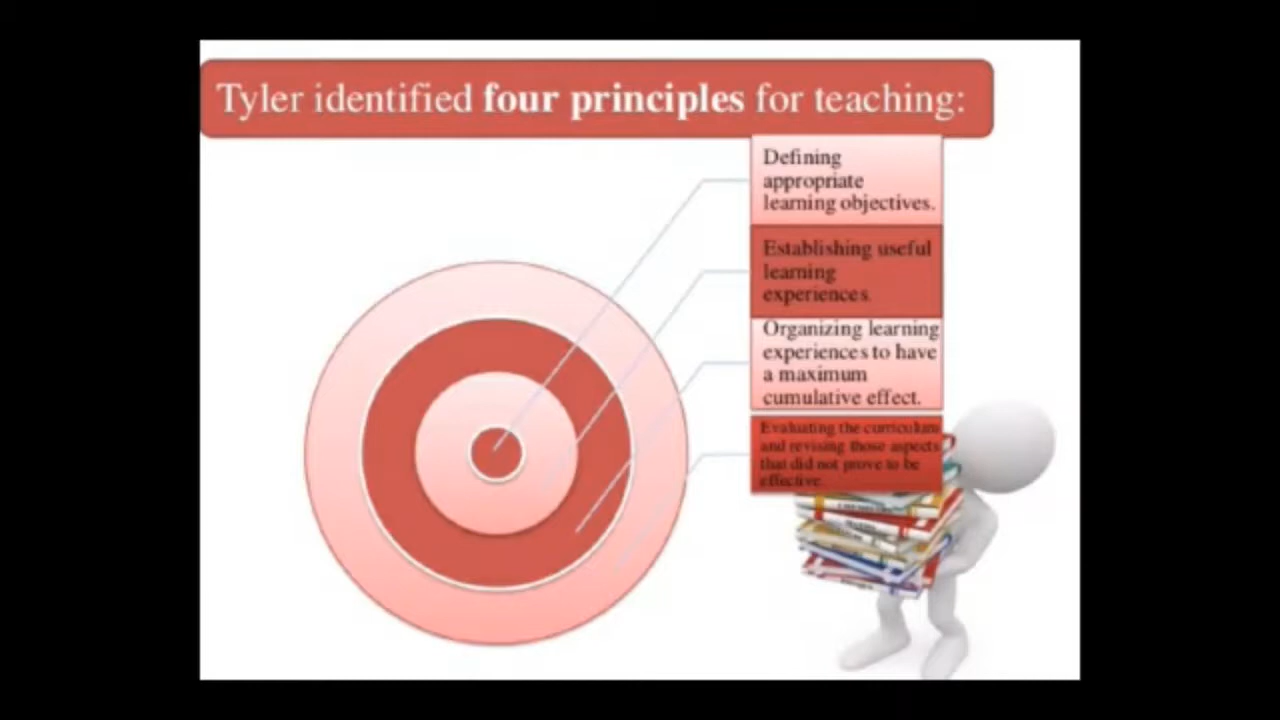 Tyler identified four principles for teaching:
Defining
appropriate
learning objectives.
Establishing useful
learning
experiences.
Organizing learning
experiences to have
a maximum
cumulative effect.
Evaluating the curriculum
and revising those aspects
that did not prove to be
effective.